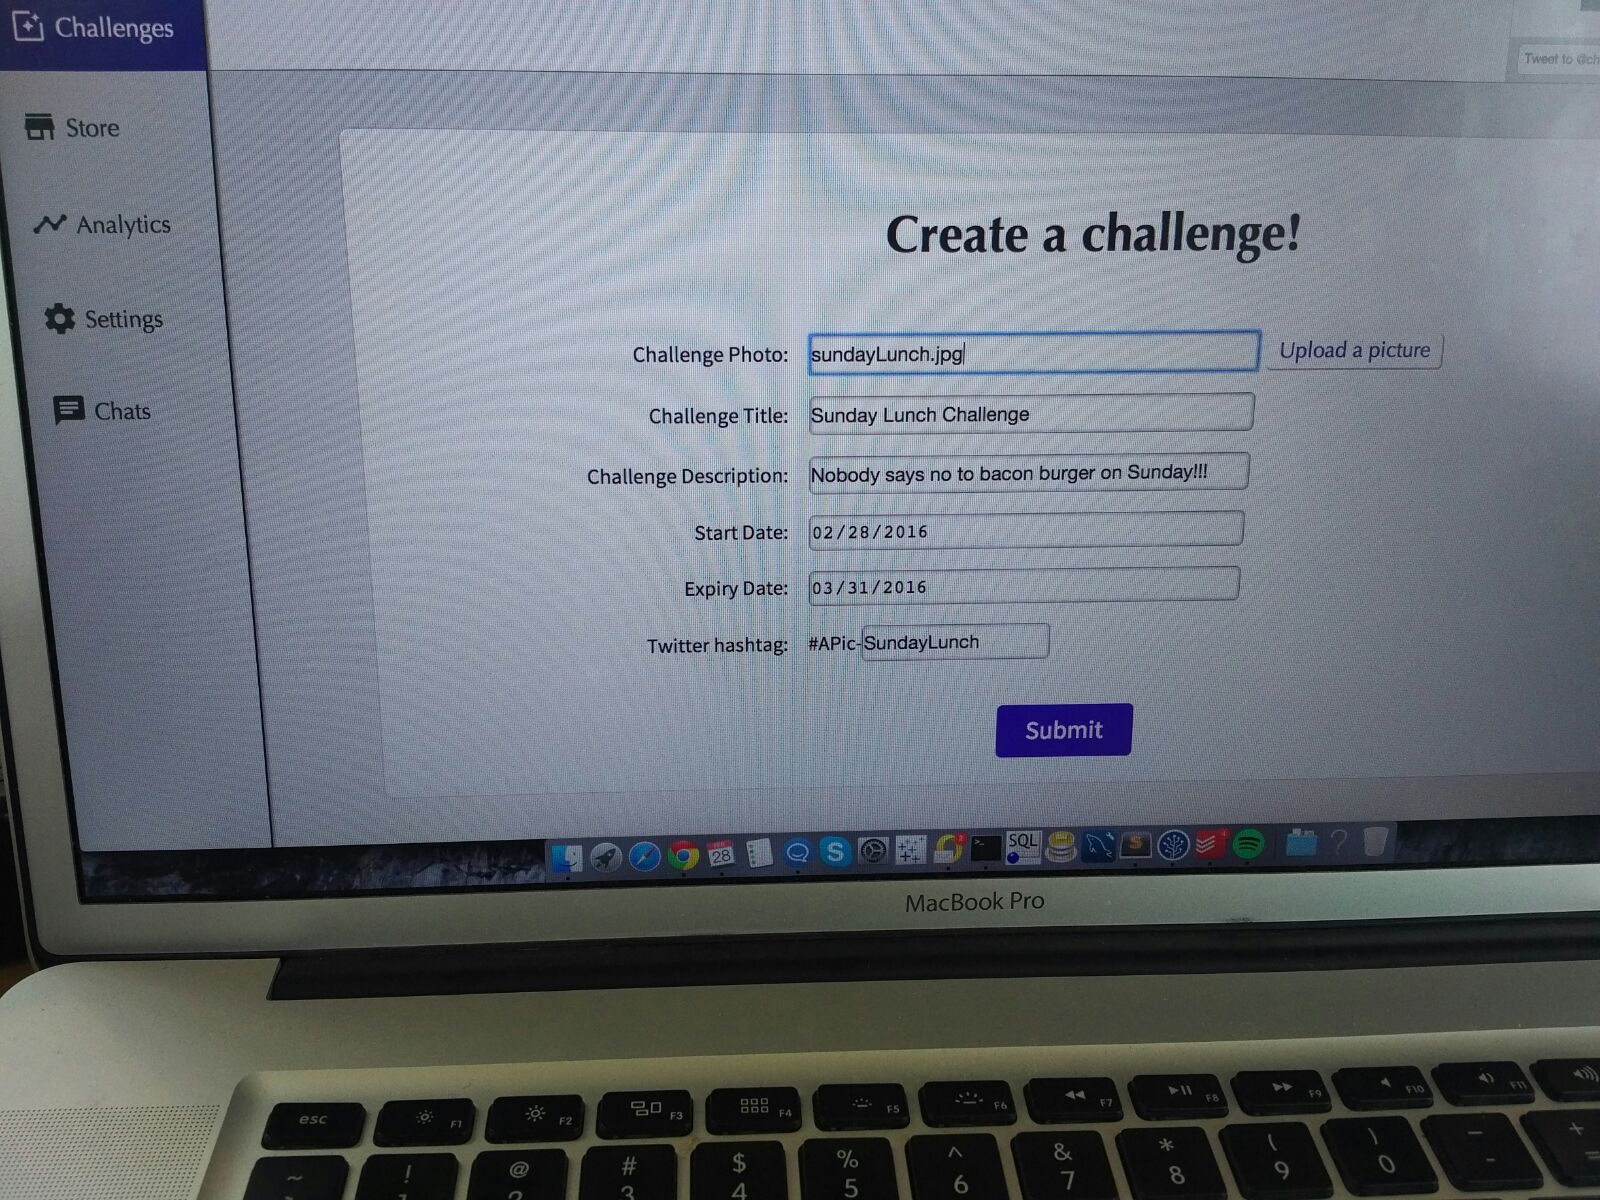 Challenges
Tweet to @ch
Store
Analytics
Settings
Chats
Create a challenge!
Challenge Photo: sundayLunch.jpg Upload a picture
Challenge Title: Sunday Lunch Challenge
Challenge Description: Nobody says no to bacon burger on Sunday!!!
Start Date: 02/28/2016
Expiry Date: 03/31/2016
Twitter hashtag: #APic-SundayLunch
Submit
28 SQL
MacBook Pro
esc F1 F2 F3 F4 F5 F6 F7 F8 F9 F10 F11
~ ! @ # $ % ^ & * ( ) _ +
3 4 5 6 7 8 9 0 - =